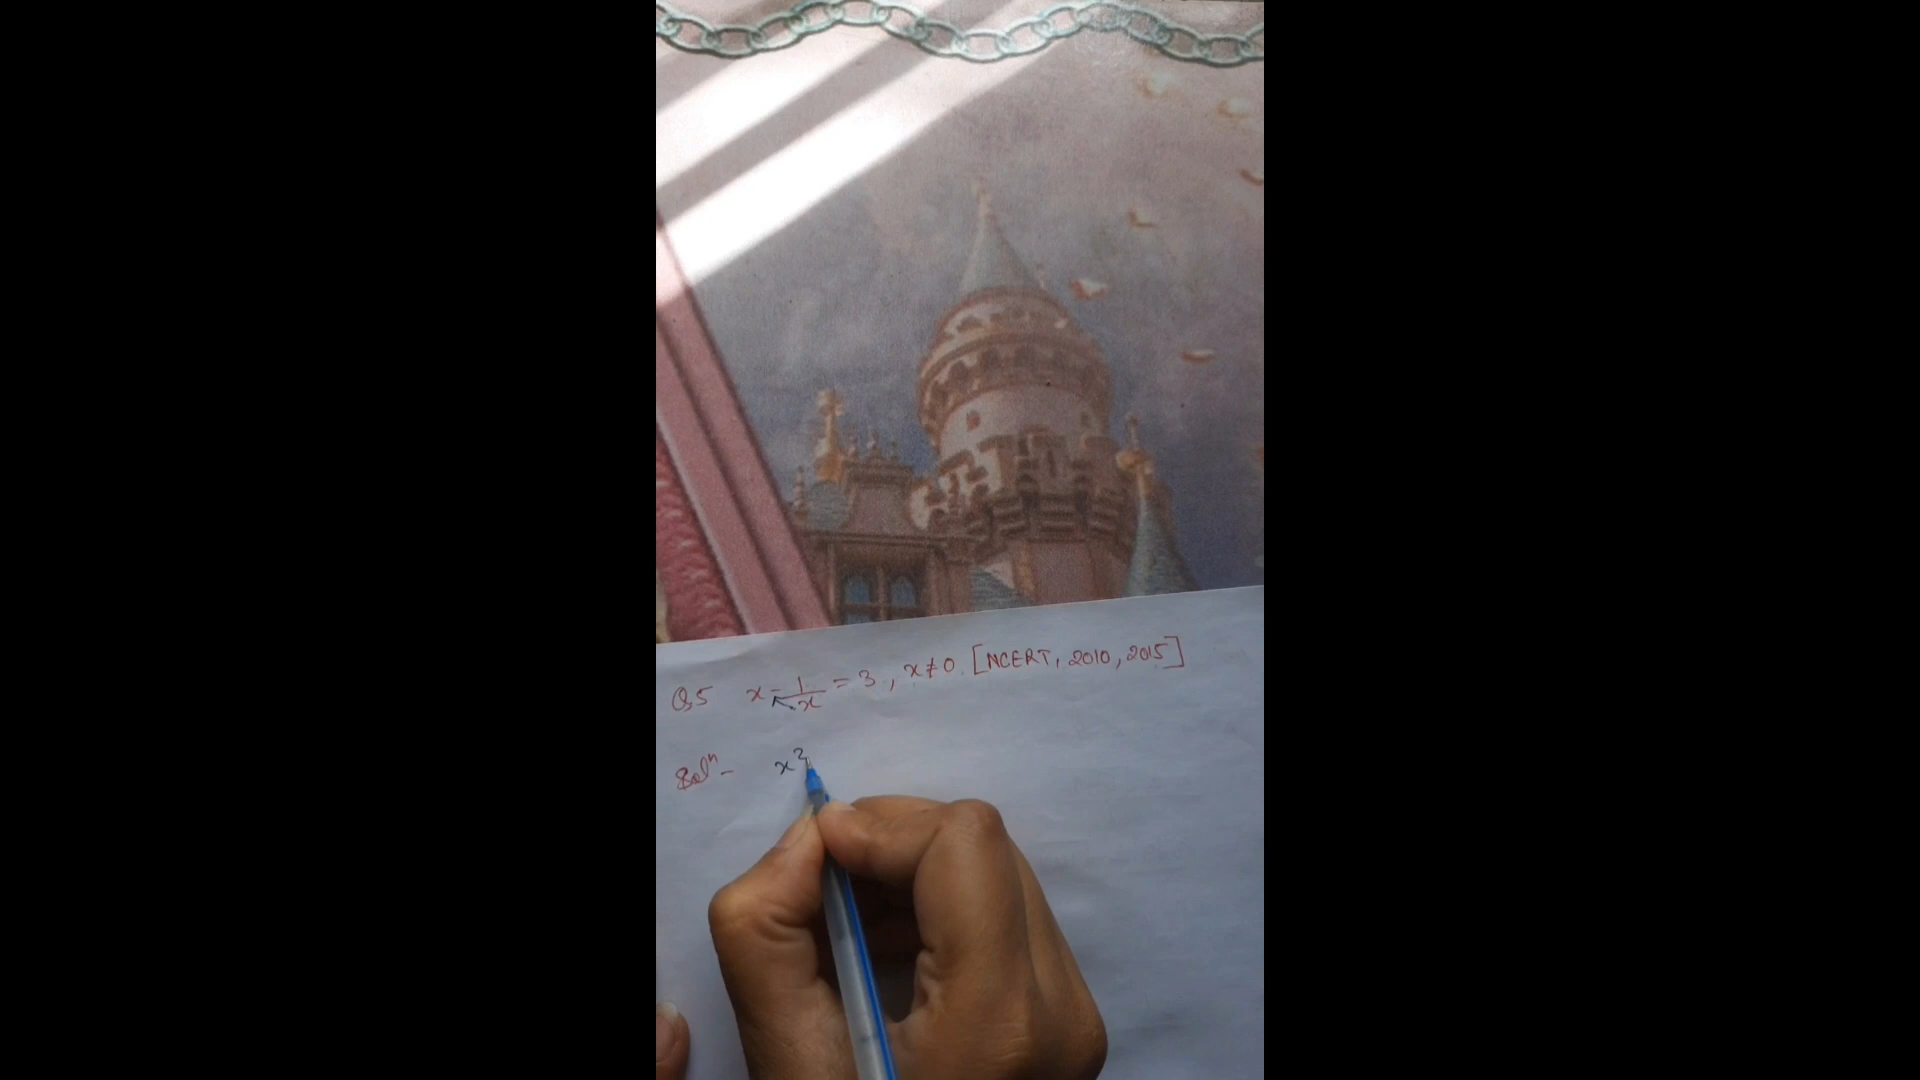 Q5 x - 1/x = 3, x ≠ 0. [NCERT, 2010, 2015]
Solⁿ - x²